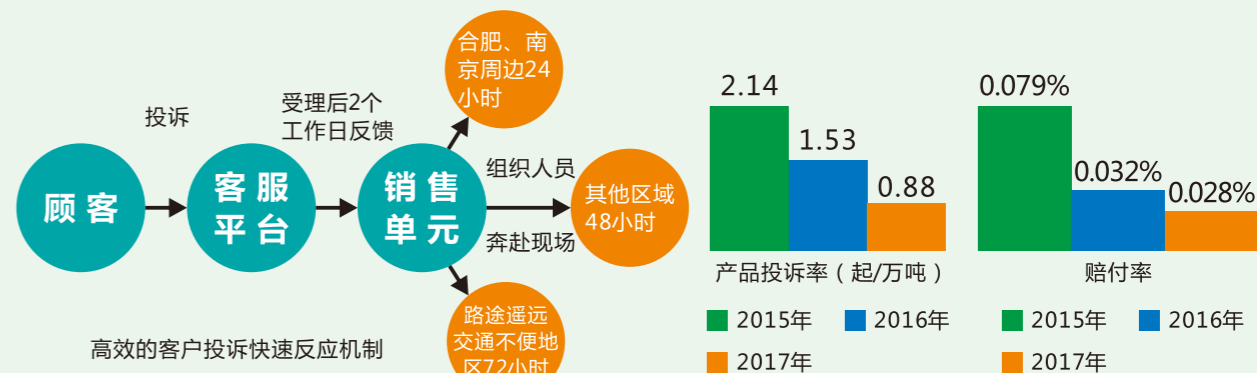 投诉
受理后2个
工作日反馈
顾客
客服
平台
销售
单元
合肥、南
京周边24
小时
组织人员
奔赴现场
其他区域
48小时
路途遥远
交通不便地
区72小时
高效的客户投诉快速反应机制
2.14
1.53
0.88
产品投诉率（起/万吨）
2015年
2016年
2017年
0.079%
0.032%
0.028%
赔付率
2015年
2016年
2017年